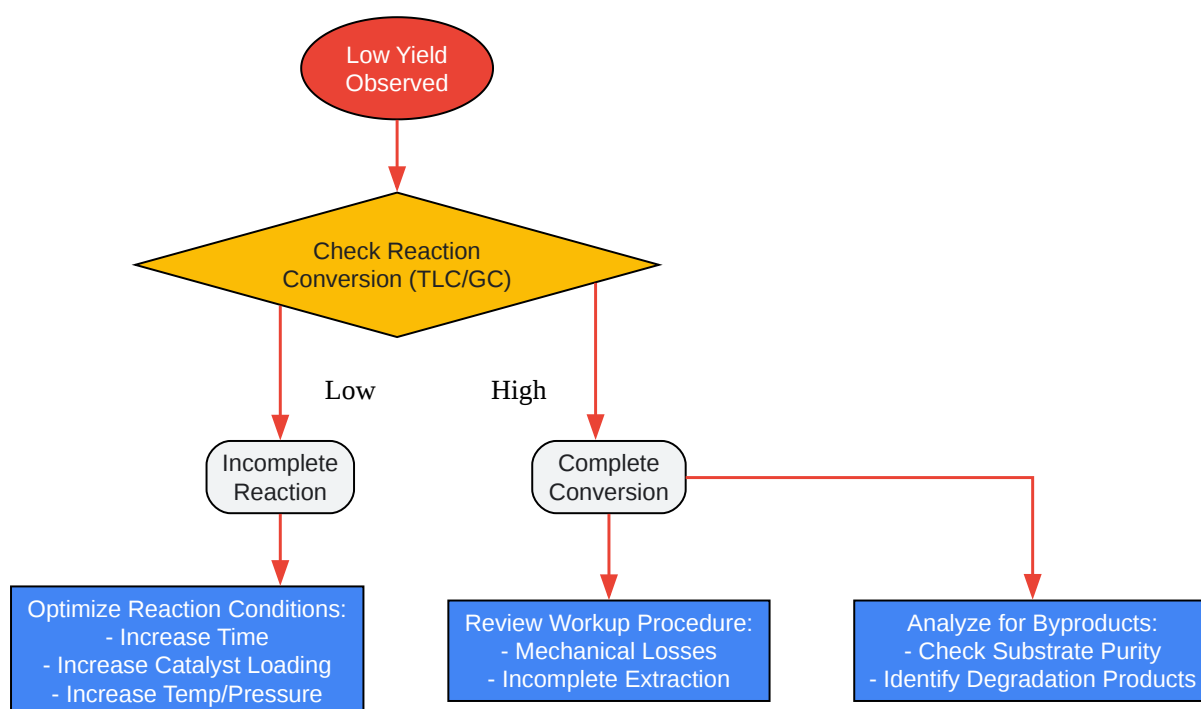 Low Yield
Observed
Check Reaction
Conversion (TLC/GC)
Low
High
Incomplete
Reaction
Complete
Conversion
Optimize Reaction Conditions:
- Increase Time
- Increase Catalyst Loading
- Increase Temp/Pressure
Review Workup Procedure:
- Mechanical Losses
- Incomplete Extraction
Analyze for Byproducts:
- Check Substrate Purity
- Identify Degradation Products